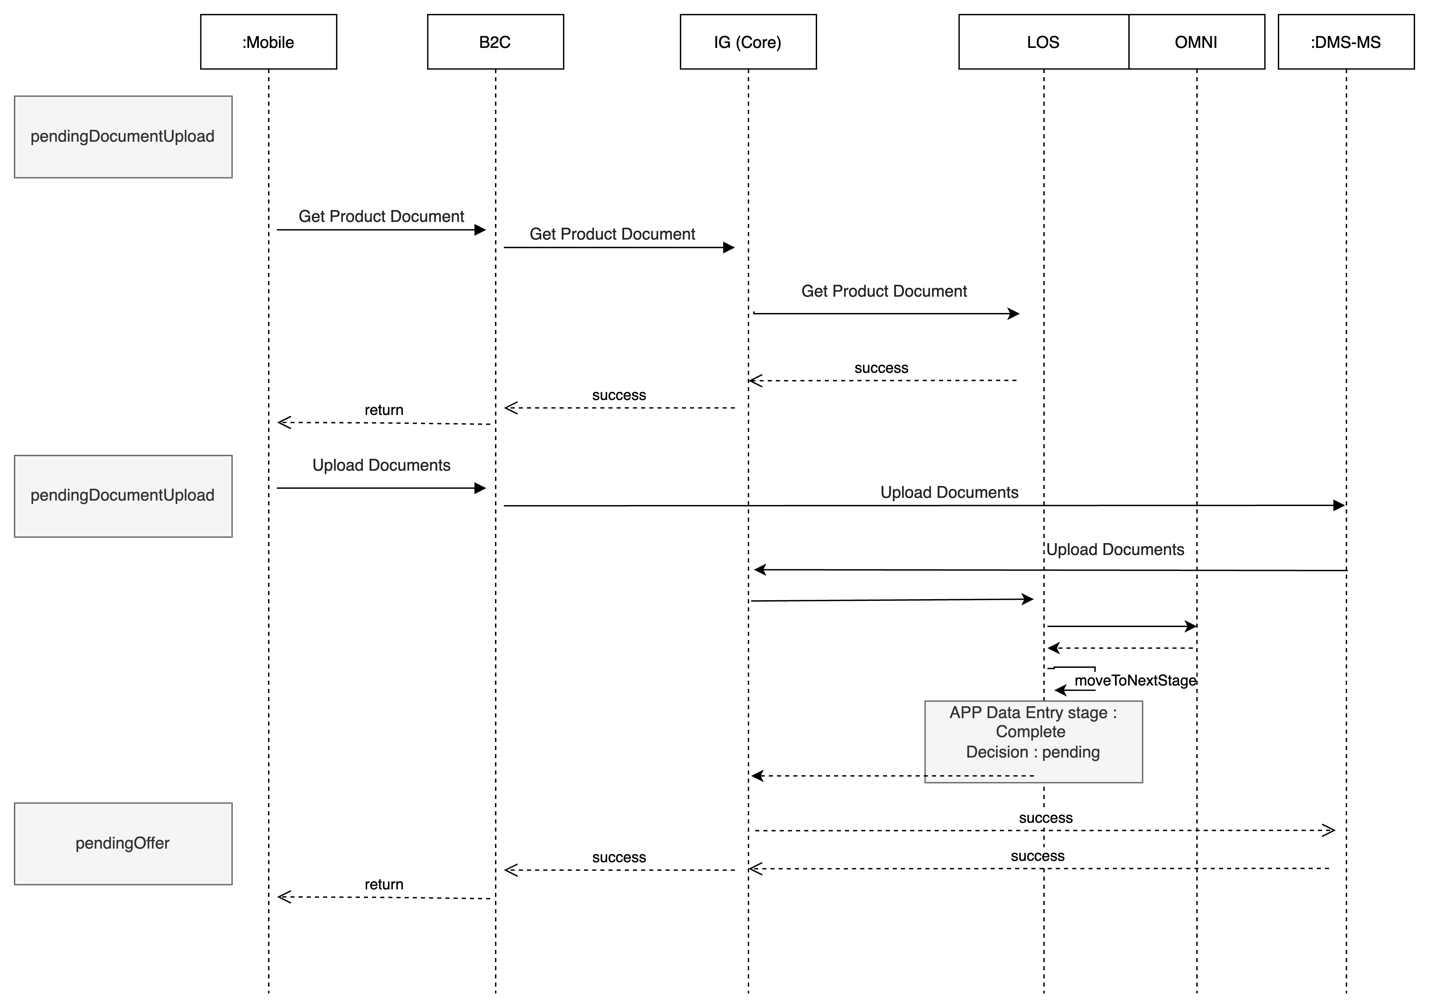 :Mobile
B2C
IG (Core)
LOS
OMNI
:DMS-MS
pendingDocumentUpload
Get Product Document
Get Product Document
Get Product Document
success
success
return
Upload Documents
pendingDocumentUpload
Upload Documents
Upload Documents
moveToNextStage
APP Data Entry stage :
Complete
Decision : pending
pendingOffer
success
success
success
return